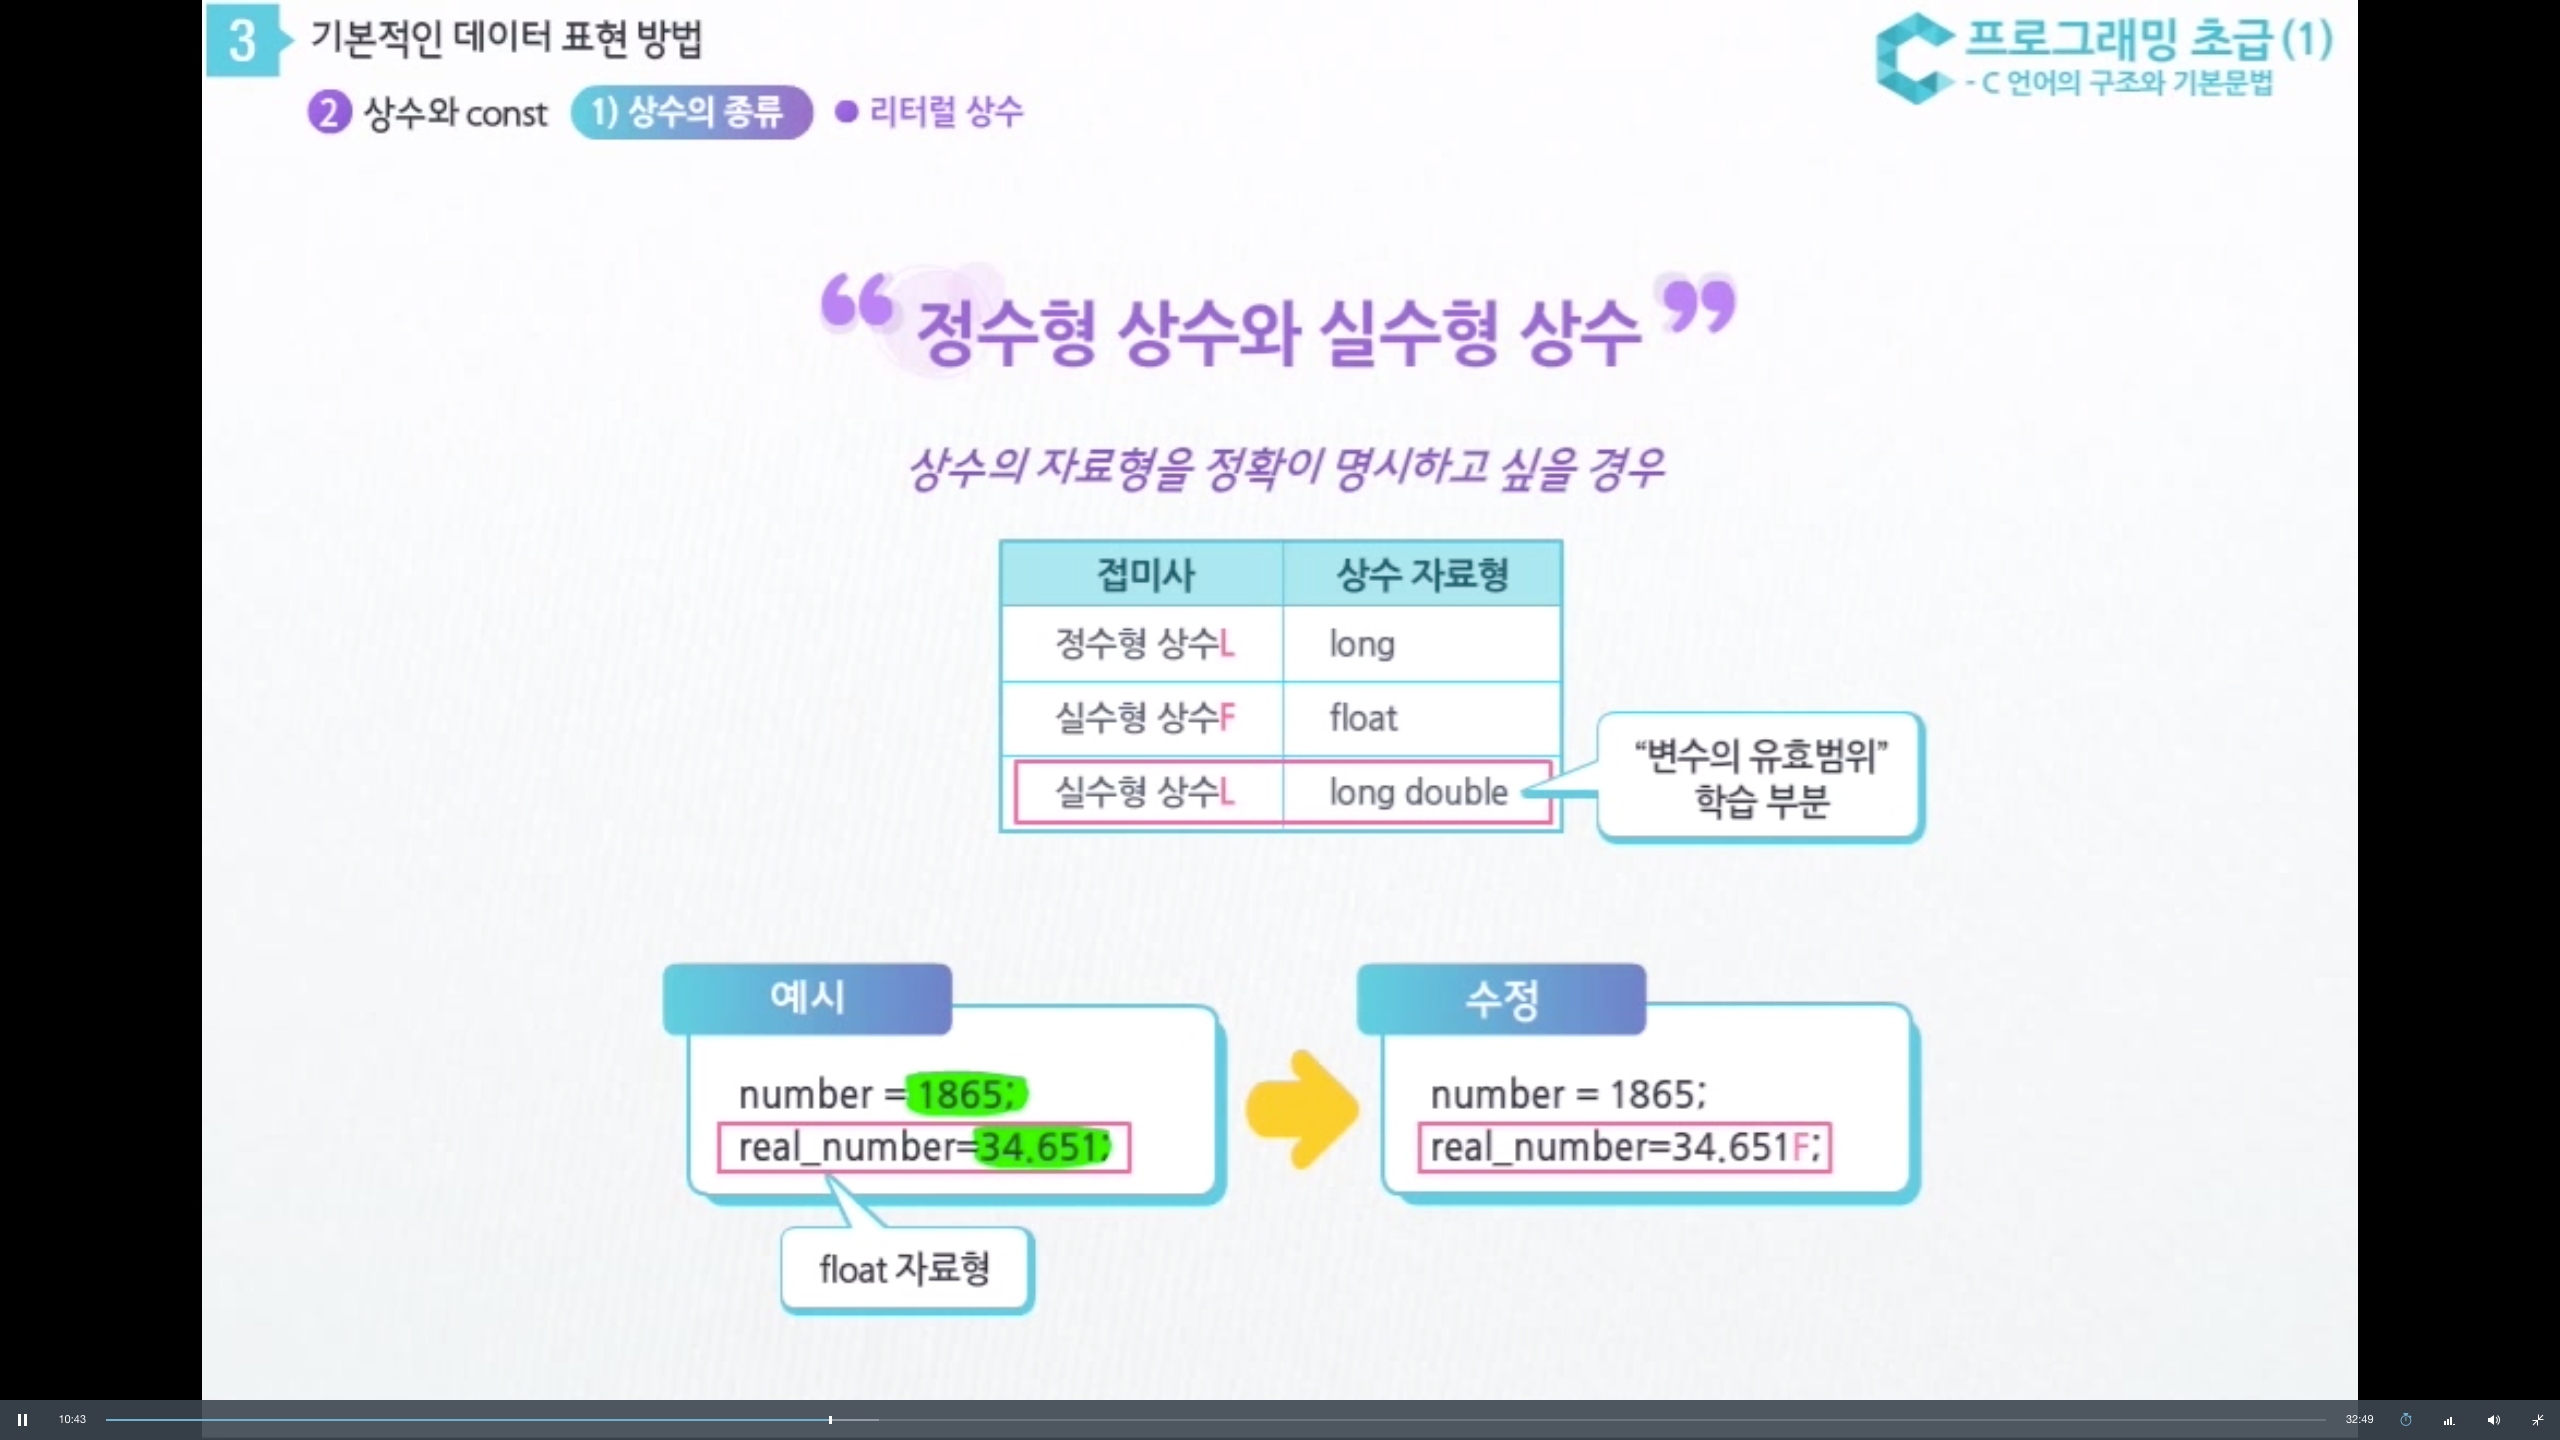 3 기본적인 데이터 표현 방법
프로그래밍 초급(1)
- C 언어의 구조와 기본문법
2 상수와 const 1) 상수의 종류 ● 리터럴 상수
“ 정수형 상수와 실수형 상수 ”
상수의 자료형을 정확이 명시하고 싶을 경우
접미사 상수 자료형
정수형 상수L long
실수형 상수F float
실수형 상수L long double
“변수의 유효범위”
학습 부분
예시
number = 1865;
real_number=34.651;
float 자료형
수정
number = 1865;
real_number=34.651F;
10:43 32:49